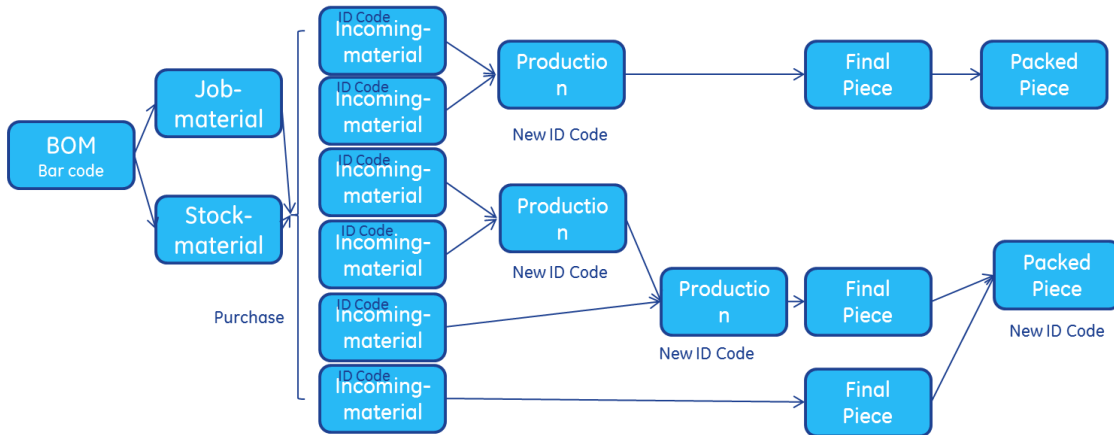 BOM
Bar code
Job-
material
Stock-
material
Purchase
ID Code
Incoming-
material
ID Code
Incoming-
material
ID Code
Incoming-
material
ID Code
Incoming-
material
ID Code
Incoming-
material
ID Code
Incoming-
material
Productio
n
New ID Code
Productio
n
New ID Code
Productio
n
New ID Code
Final
Piece
Packed
Piece
Final
Piece
Final
Piece
Packed
Piece
New ID Code